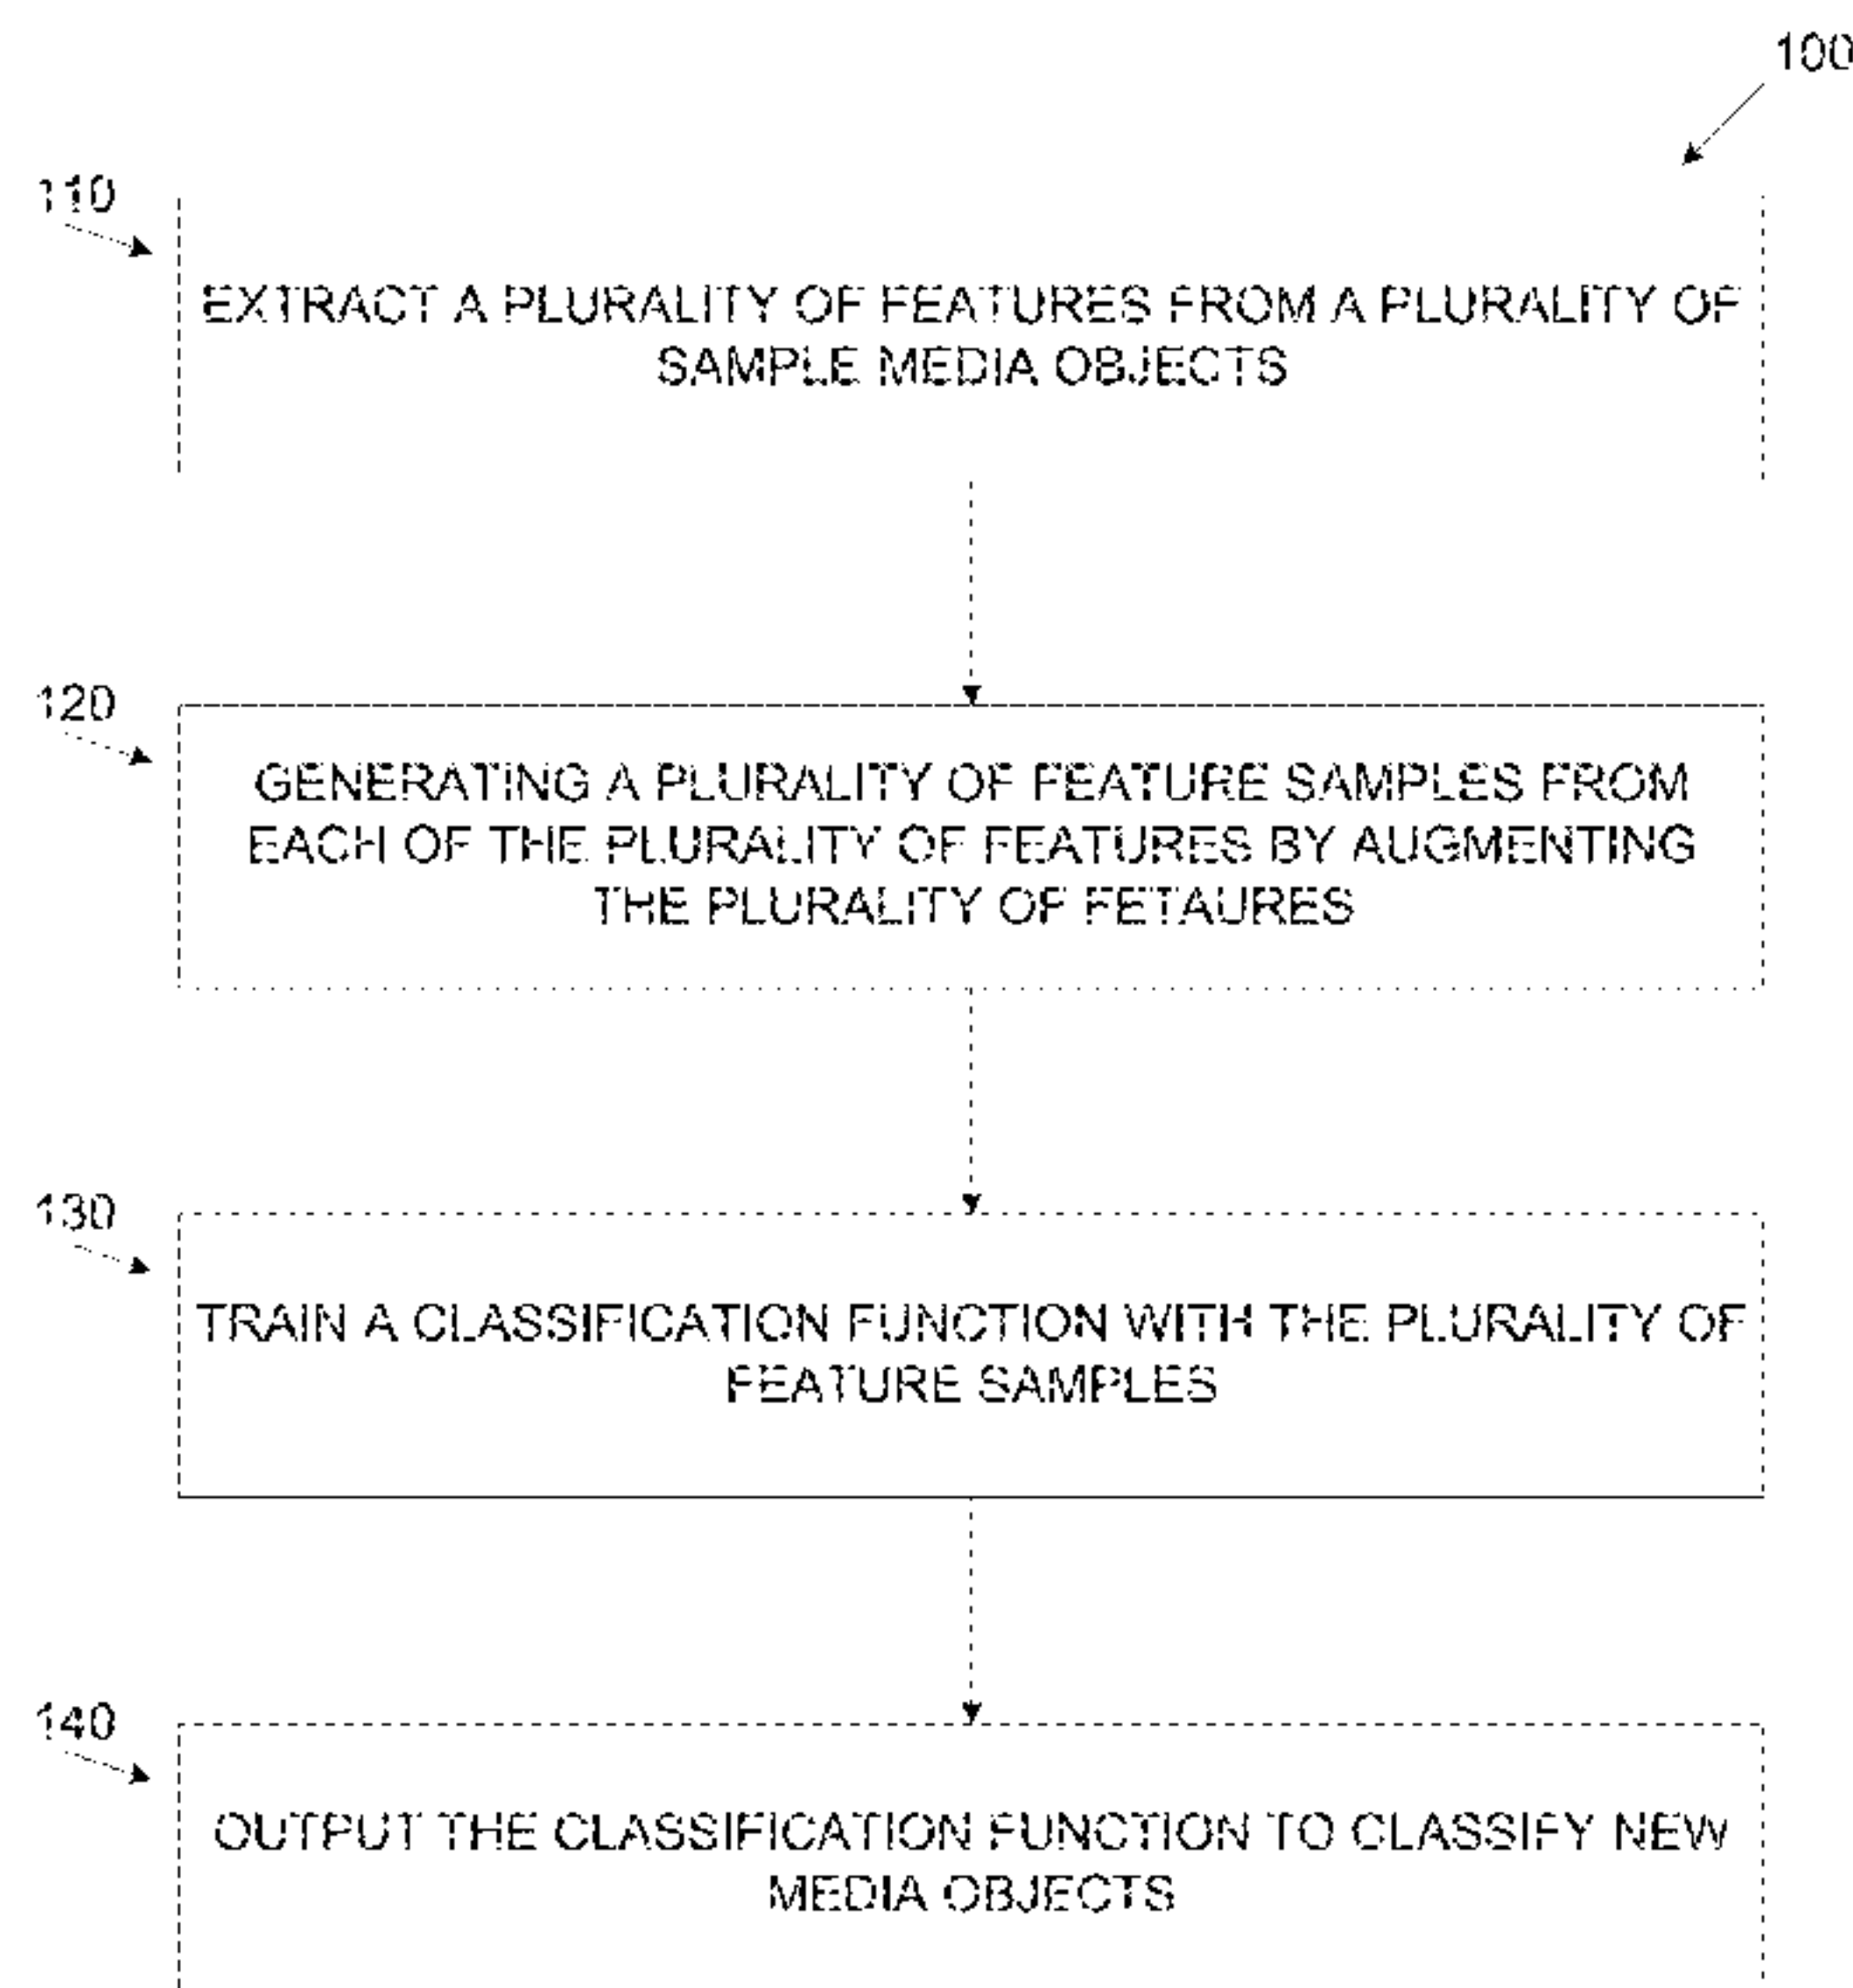 100
110
EXTRACT A PLURALITY OF FEATURES FROM A PLURALITY OF
SAMPLE MEDIA OBJECTS
120
GENERATING A PLURALITY OF FEATURE SAMPLES FROM
EACH OF THE PLURALITY OF FEATURES BY AUGMENTING
THE PLURALITY OF FETAURES
130
TRAIN A CLASSIFICATION FUNCTION WITH THE PLURALITY OF
FEATURE SAMPLES
140
OUTPUT THE CLASSIFICATION FUNCTION TO CLASSIFY NEW
MEDIA OBJECTS